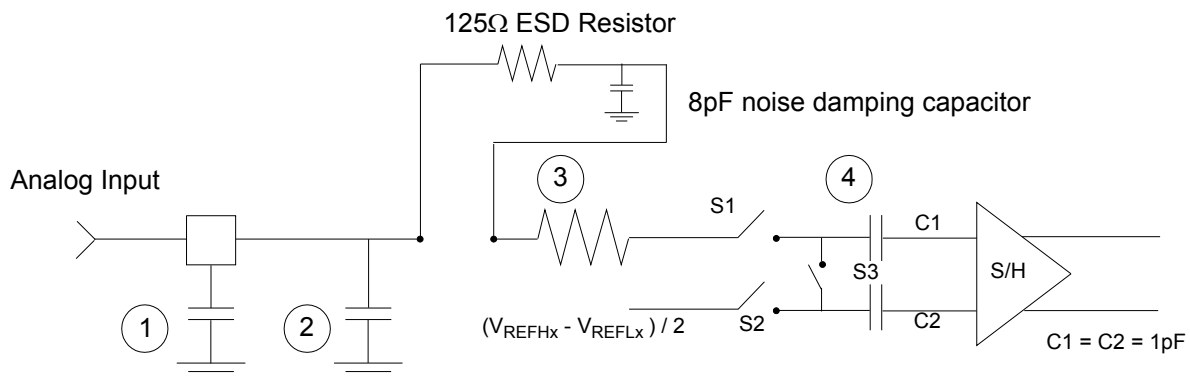 125Ω ESD Resistor
8pF noise damping capacitor
Analog Input
3
4
S1
C1
S3
S/H
1
2
(VREFHx - VREFLx ) / 2
S2
C2
C1 = C2 = 1pF